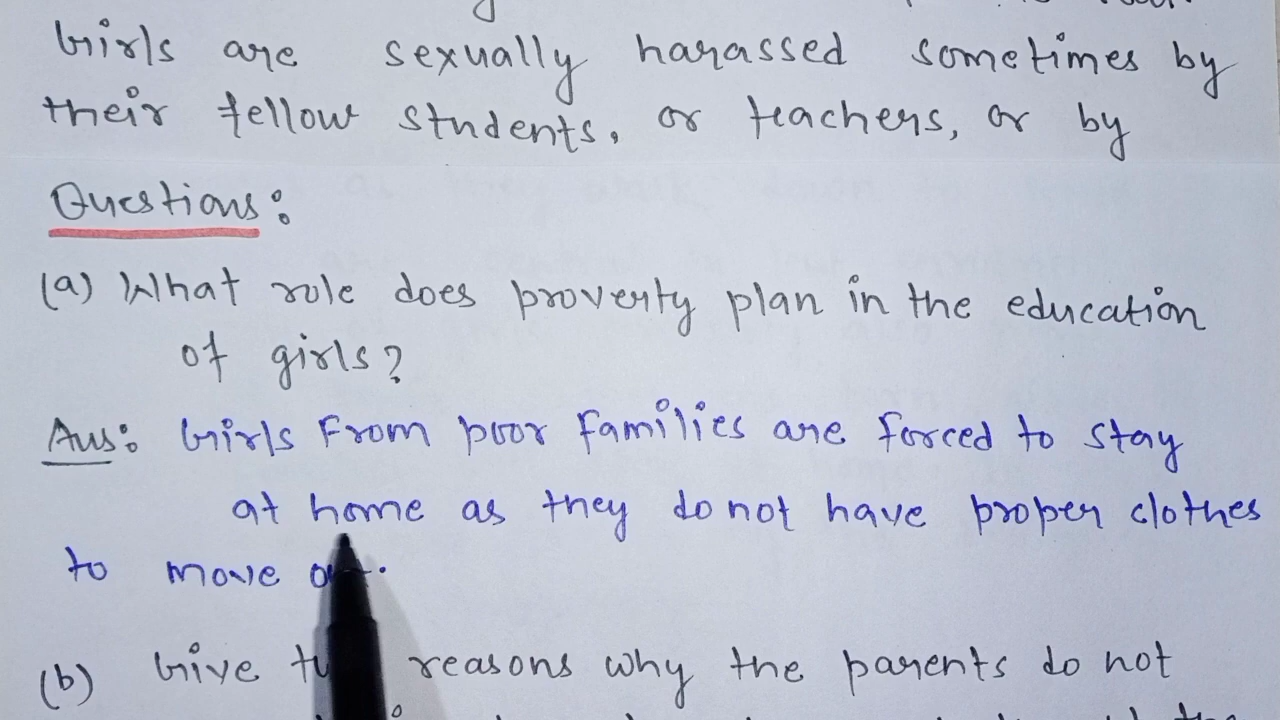 Girls are sexually harassed sometimes by
their fellow students, or teachers, or by
Questions:
(a) What role does proverty plan in the education
of girls?
Ans: Girls From poor families are forced to stay
at home as they do not have proper clothes
to move
(b) Give reasons why the parents do not